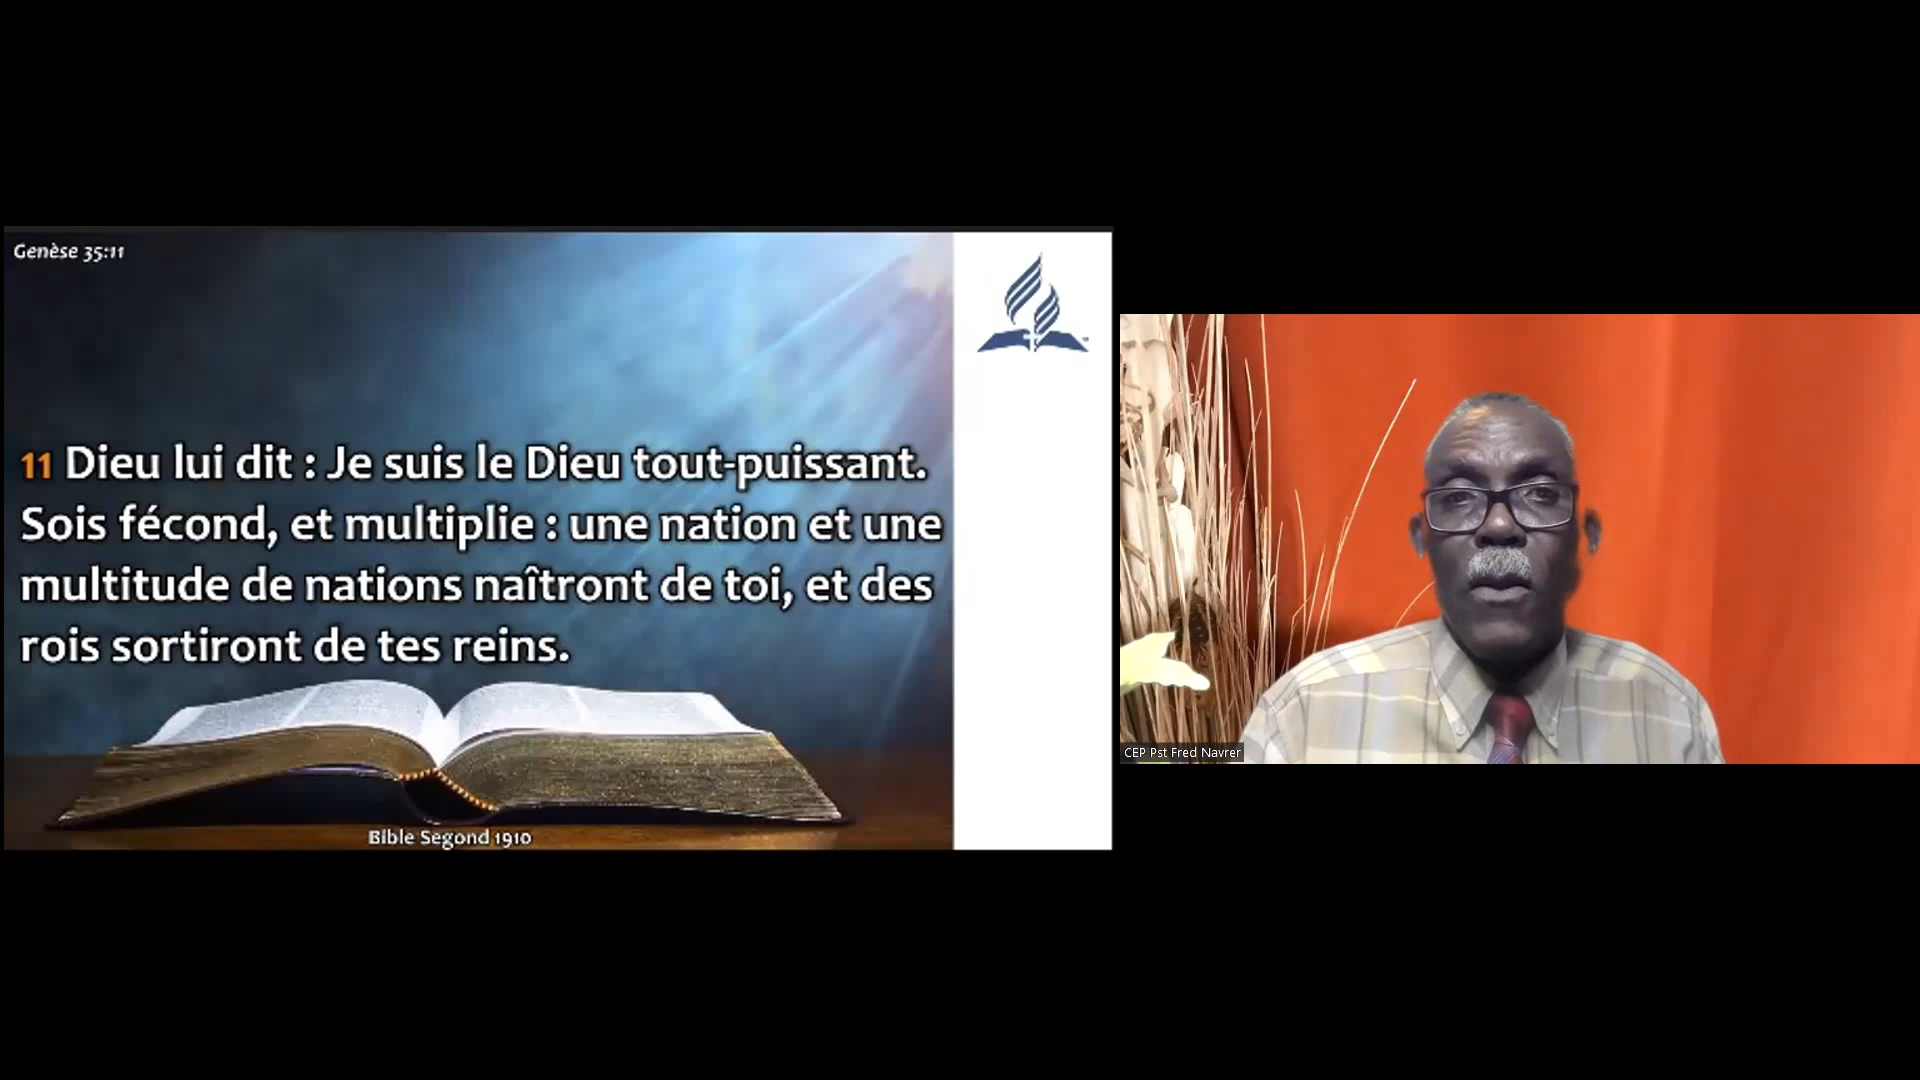 Genèse 35:11
11 Dieu lui dit : Je suis le Dieu tout-puissant.
Sois fécond, et multiplie : une nation et une
multitude de nations naîtront de toi, et des
rois sortiront de tes reins.
Bible Segond 1910
CEP Pst Fred Navrer